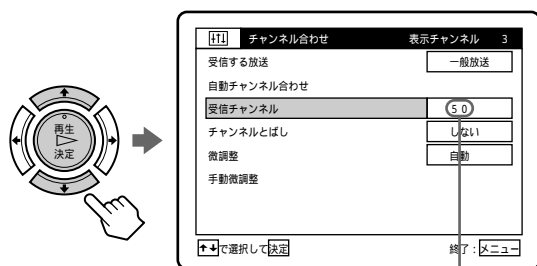 チャンネル合わせ 表示チャンネル 3
受信する放送 一般放送
自動チャンネル合わせ
受信チャンネル 50
チャンネルとばし しない
微調整 自動
手動微調整
で選択して決定 終了：メニュー
再生
決定